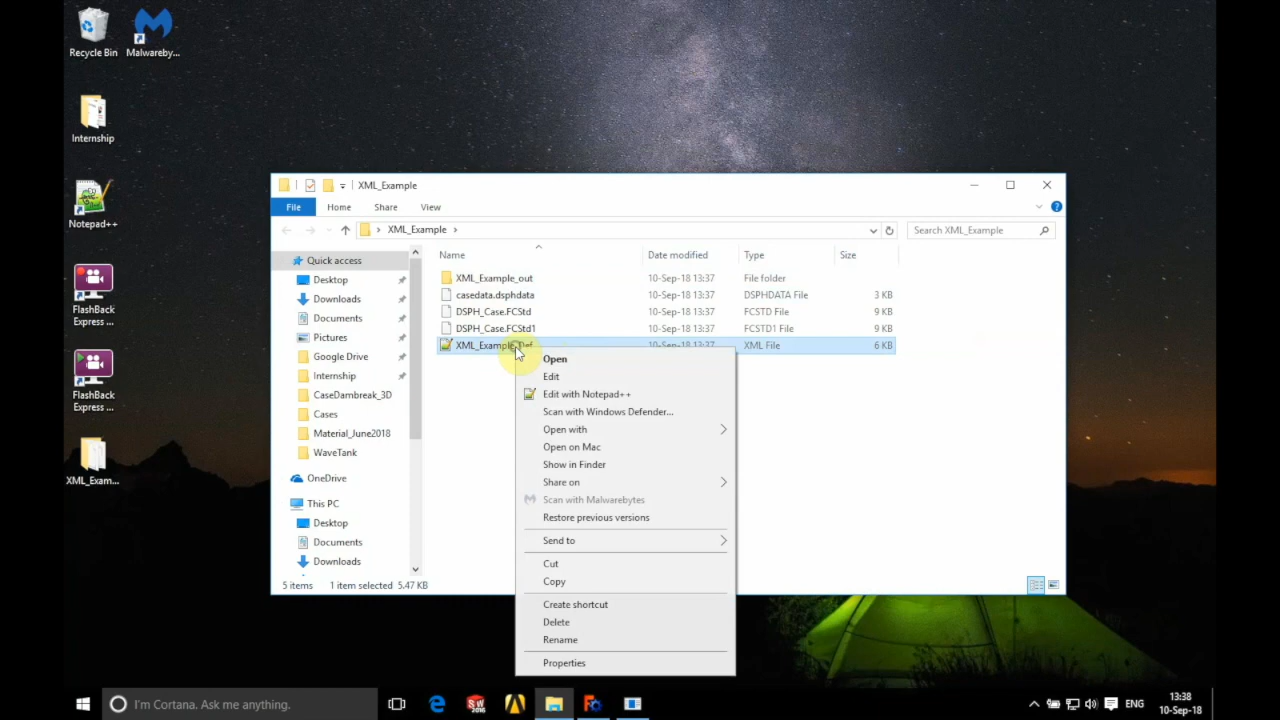 Recycle Bin
Malwareby...
Internship
Notepad++
FlashBack
Express ...
FlashBack
Express ...
XML_Exam...
XML_Example
File Home Share View
XML_Example
Search XML_Example
Name Date modified Type Size
Quick access
Desktop
Downloads
Documents
Pictures
Google Drive
Internship
CaseDambreak_3D
Cases
Material_June2018
WaveTank
OneDrive
This PC
Desktop
Documents
Downloads
XML_Example_out 10-Sep-18 13:37 File folder
casedata.dsphdata 10-Sep-18 13:37 DSPHDATA File 3 KB
DSPH_Case.FCStd 10-Sep-18 13:37 FCSTD File 9 KB
DSPH_Case.FCStd1 10-Sep-18 13:37 FCSTD1 File 9 KB
XML_Example_Def 10-Sep-18 13:37 XML File 6 KB
Open
Edit
Edit with Notepad++
Scan with Windows Defender...
Open with
Open on Mac
Show in Finder
Share on
Scan with Malwarebytes
Restore previous versions
Send to
Cut
Copy
Create shortcut
Delete
Rename
Properties
5 items 1 item selected 5.47 KB
I'm Cortana. Ask me anything.
ENG
13:38
10-Sep-18